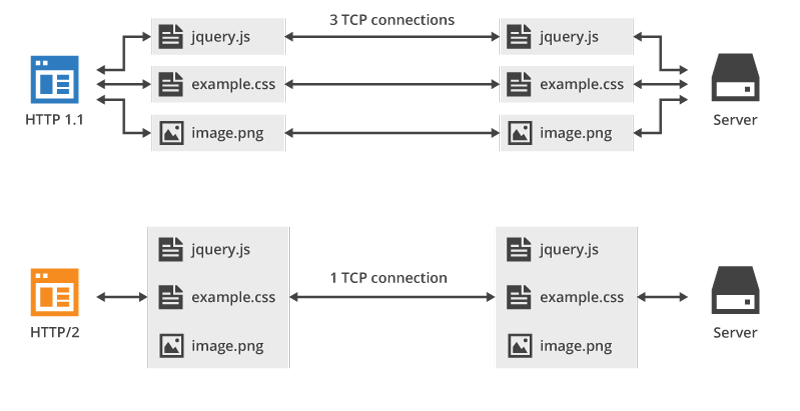 3 TCP connections
jquery.js
jquery.js
example.css
example.css
HTTP 1.1
Server
image.png
image.png
jquery.js
jquery.js
1 TCP connection
example.css
example.css
HTTP/2
Server
image.png
image.png